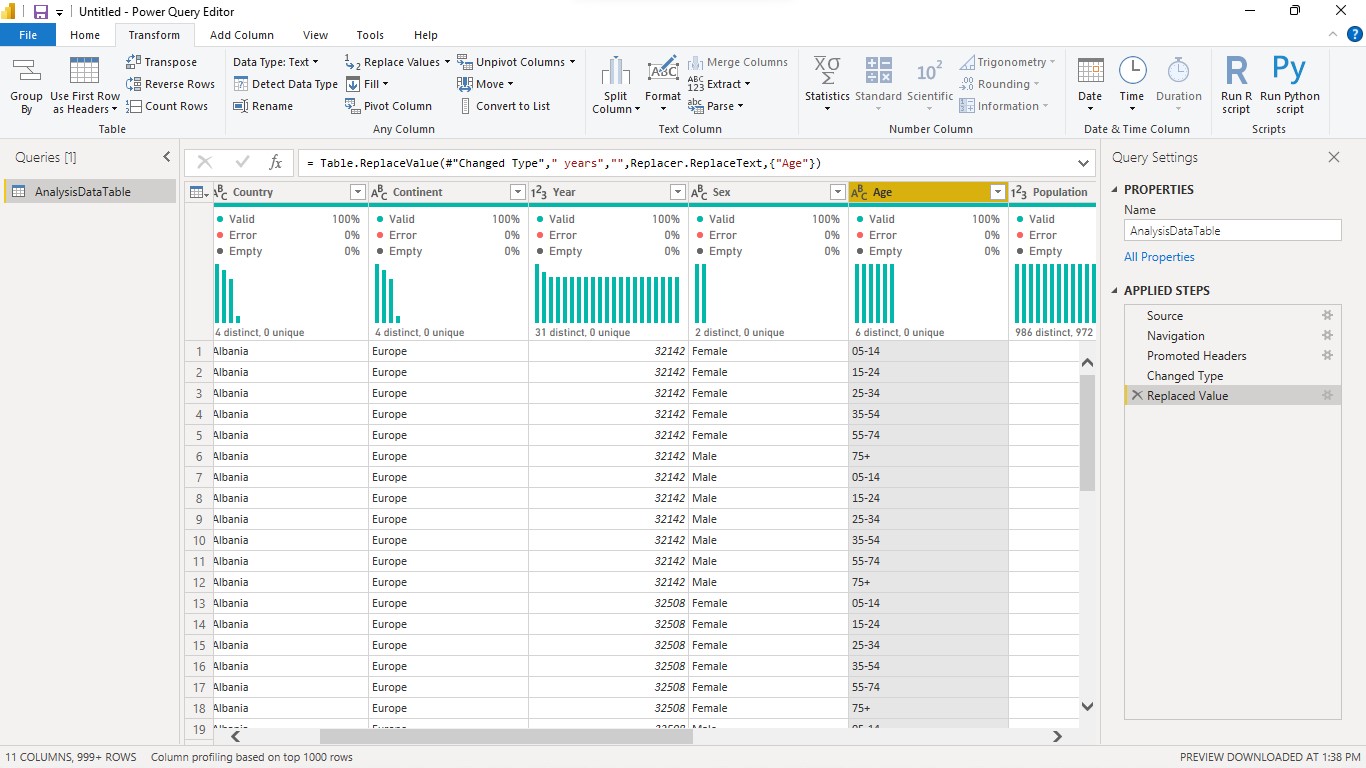 Untitled - Power Query Editor
File Home Transform Add Column View Tools Help
Group By
Use First Row as Headers
Transpose
Reverse Rows
Count Rows
Table
Data Type: Text
Detect Data Type
Rename
Replace Values
Fill
Pivot Column
Unpivot Columns
Move
Convert to List
Any Column
Split Column
Format
Merge Columns
Extract
Parse
Text Column
Statistics
Standard
Scientific
Trigonometry
Rounding
Information
Number Column
Date
Time
Duration
Date & Time Column
R
Run R script
Py
Run Python script
Scripts
Queries [1]
AnalysisDataTable
fx
= Table.ReplaceValue(#"Changed Type"," years","",Replacer.ReplaceText,{"Age"})
Country Continent Year Sex Age Population
Valid 100% Valid 100% Valid 100% Valid 100% Valid 100% Valid
Error 0% Error 0% Error 0% Error 0% Error 0% Error
Empty 0% Empty 0% Empty 0% Empty 0% Empty 0% Empty
4 distinct, 0 unique 4 distinct, 0 unique 31 distinct, 0 unique 2 distinct, 0 unique 6 distinct, 0 unique 986 distinct, 972
1 Albania Europe 32142 Female 05-14
2 Albania Europe 32142 Female 15-24
3 Albania Europe 32142 Female 25-34
4 Albania Europe 32142 Female 35-54
5 Albania Europe 32142 Female 55-74
6 Albania Europe 32142 Male 75+
7 Albania Europe 32142 Male 05-14
8 Albania Europe 32142 Male 15-24
9 Albania Europe 32142 Male 25-34
10 Albania Europe 32142 Male 35-54
11 Albania Europe 32142 Male 55-74
12 Albania Europe 32142 Male 75+
13 Albania Europe 32508 Female 05-14
14 Albania Europe 32508 Female 15-24
15 Albania Europe 32508 Female 25-34
16 Albania Europe 32508 Female 35-54
17 Albania Europe 32508 Female 55-74
18 Albania Europe 32508 Female 75+
19
Query Settings
PROPERTIES
Name
AnalysisDataTable
All Properties
APPLIED STEPS
Source
Navigation
Promoted Headers
Changed Type
Replaced Value
11 COLUMNS, 999+ ROWS Column profiling based on top 1000 rows PREVIEW DOWNLOADED AT 1:38 PM